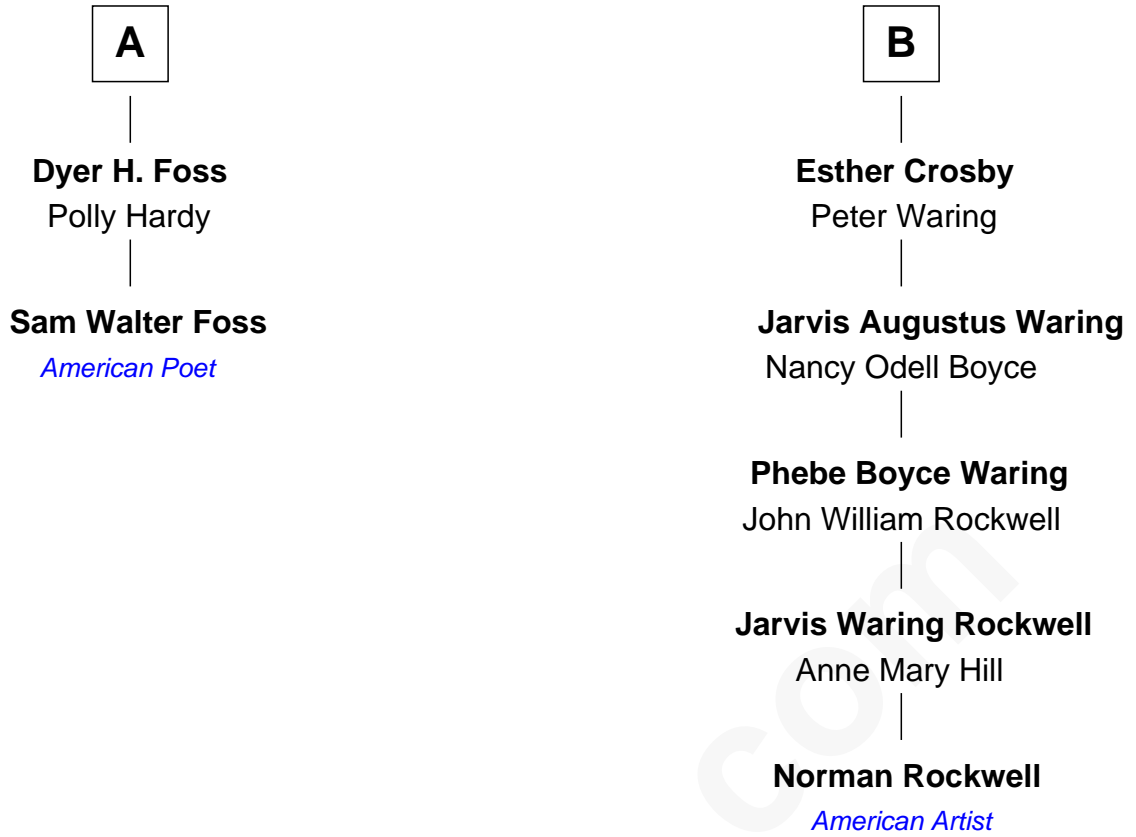 A
Dyer H. Foss
Polly Hardy
Sam Walter Foss
American Poet
B
Esther Crosby
Peter Waring
Jarvis Augustus Waring
Nancy Odell Boyce
Phebe Boyce Waring
John William Rockwell
Jarvis Waring Rockwell
Anne Mary Hill
Norman Rockwell
American Artist
com